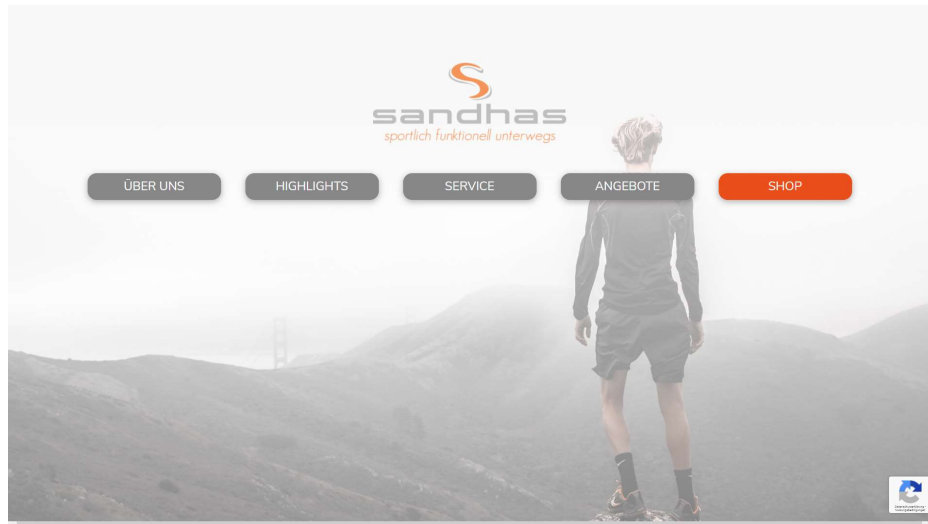 sandhas
sportlich funktionell unterwegs
ÜBER UNS
HIGHLIGHTS
SERVICE
ANGEBOTE
SHOP